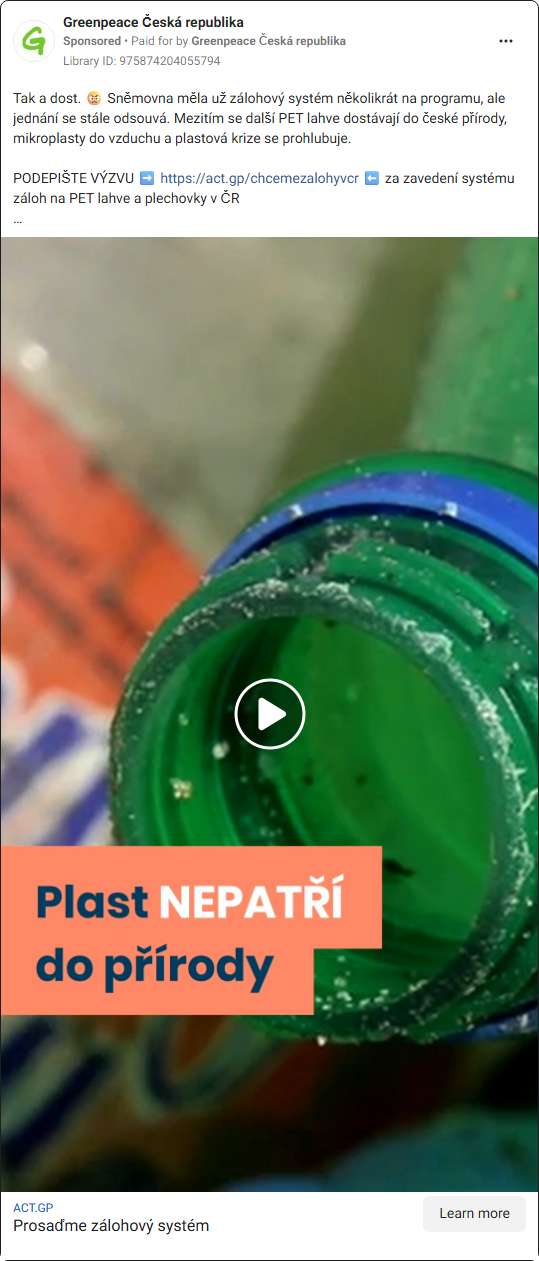 Greenpeace Česká republika
Sponsored • Paid for by Greenpeace Česká republika
Library ID: 975874204055794
Tak a dost. 😡 Sněmovna měla už zálohový systém několikrát na programu, ale
jednání se stále odsouvá. Mezitím se další PET lahve dostávají do české přírody,
mikroplasty do vzduchu a plastová krize se prohlubuje.
PODEPIŠTE VÝZVU ➡️ https://act.gp/chcemezalohyvcr ⬅️ za zavedení systému
záloh na PET lahve a plechovky v ČR
...
Plast NEPATŘÍ
do přírody
ACT.GP
Prosaďme zálohový systém
Learn more